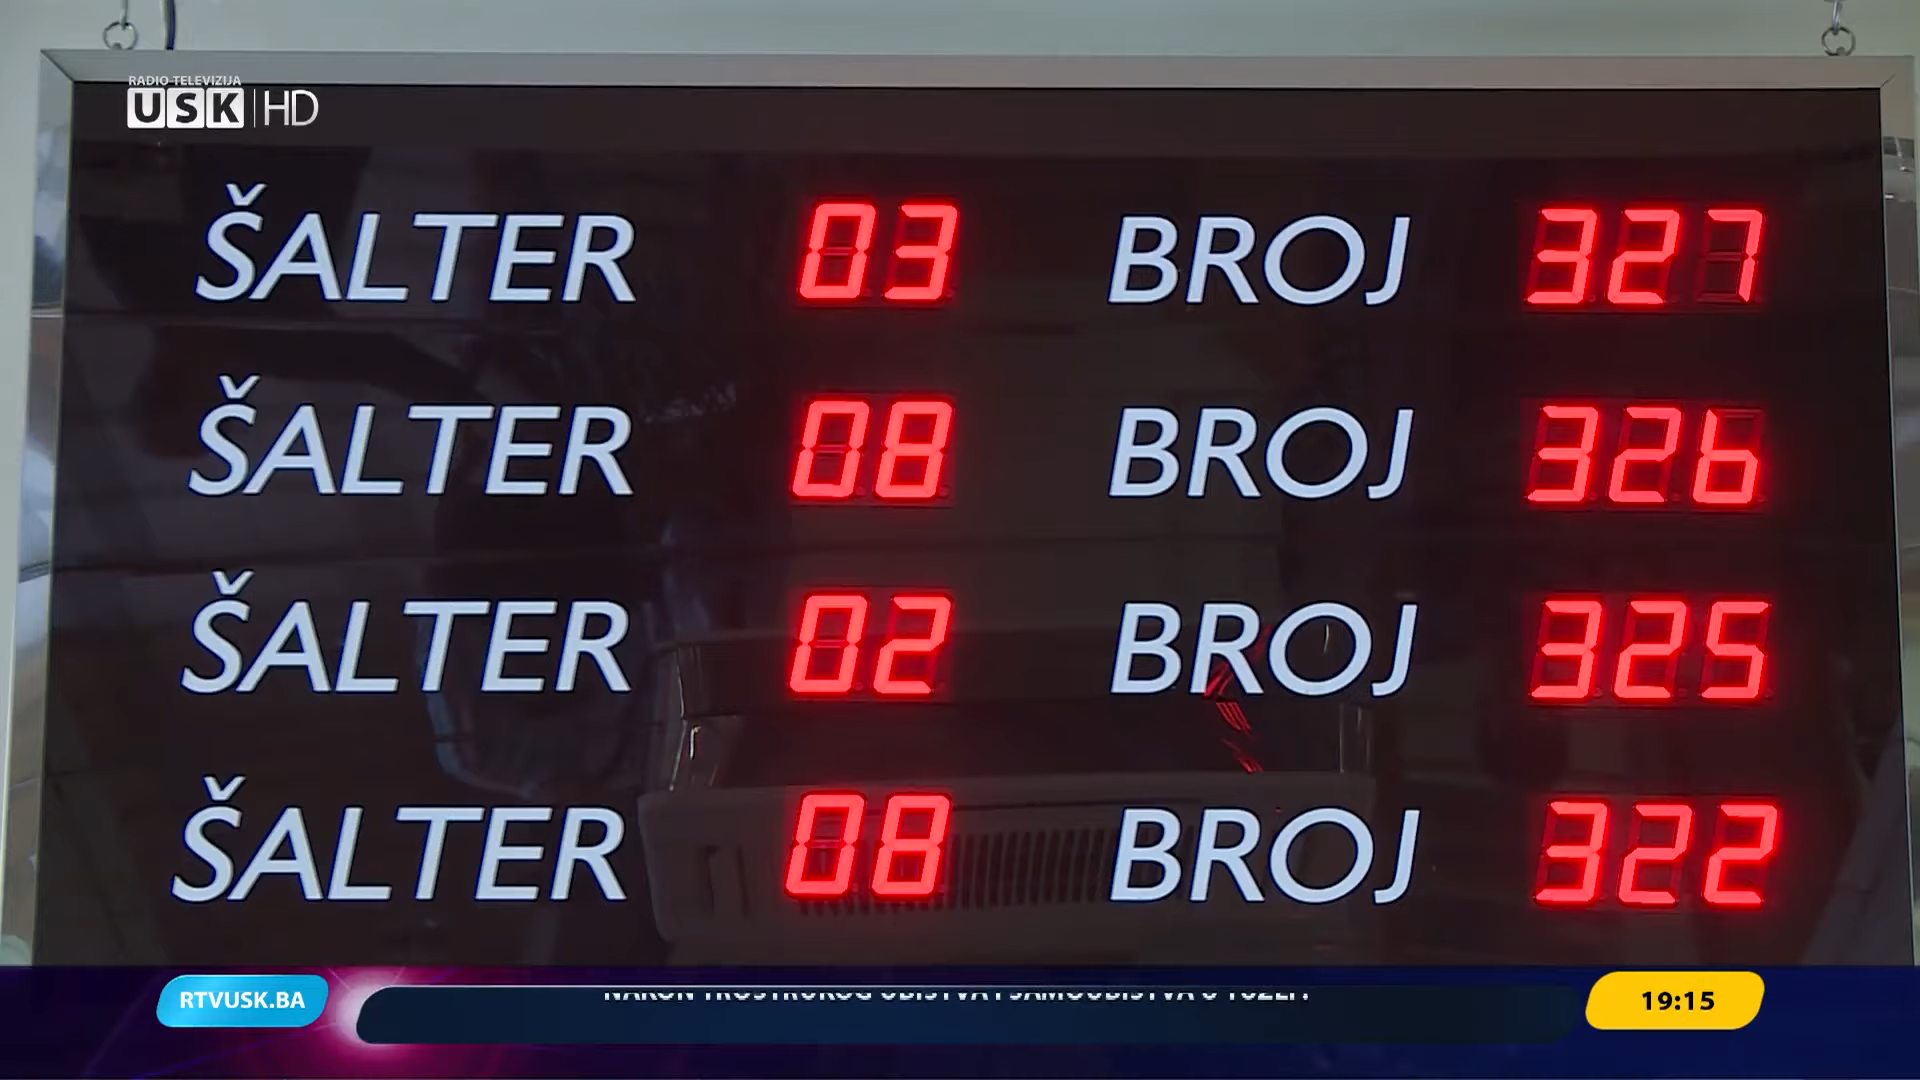 RADIO TELEVIZIJA
USK HD
ŠALTER 03 BROJ 327
ŠALTER 08 BROJ 326
ŠALTER 02 BROJ 325
ŠALTER 08 BROJ 322
RTVUSK.BA
19:15